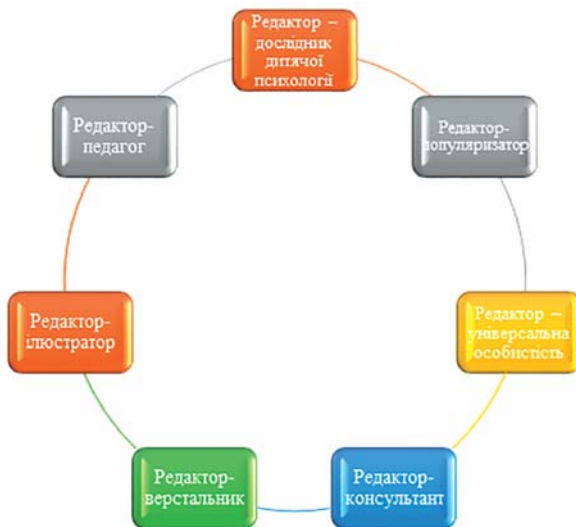 Редактор –
дослідник
дитячої
психології
Редактор-
популяризатор
Редактор –
універсальна
особистість
Редактор-
консультант
Редактор-
верстальник
Редактор-
ілюстратор
Редактор-
педагог